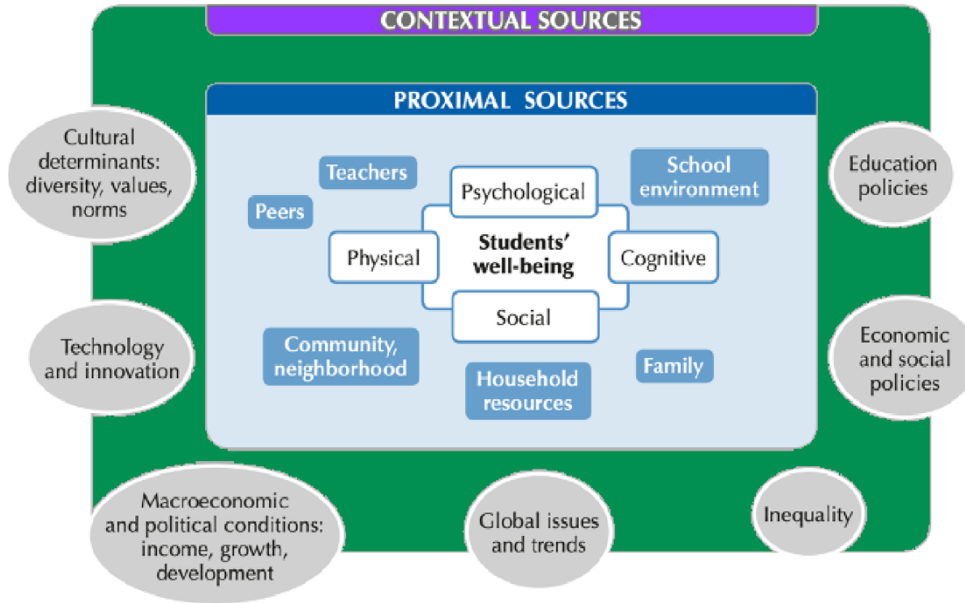 CONTEXTUAL SOURCES
PROXIMAL SOURCES
Cultural
determinants:
diversity, values,
norms
Teachers
Peers
Psychological
School
environment
Education
policies
Physical
Students'
well-being
Cognitive
Social
Technology
and innovation
Community,
neighborhood
Household
resources
Family
Economic
and social
policies
Macroeconomic
and political conditions:
income, growth,
development
Global issues
and trends
Inequality